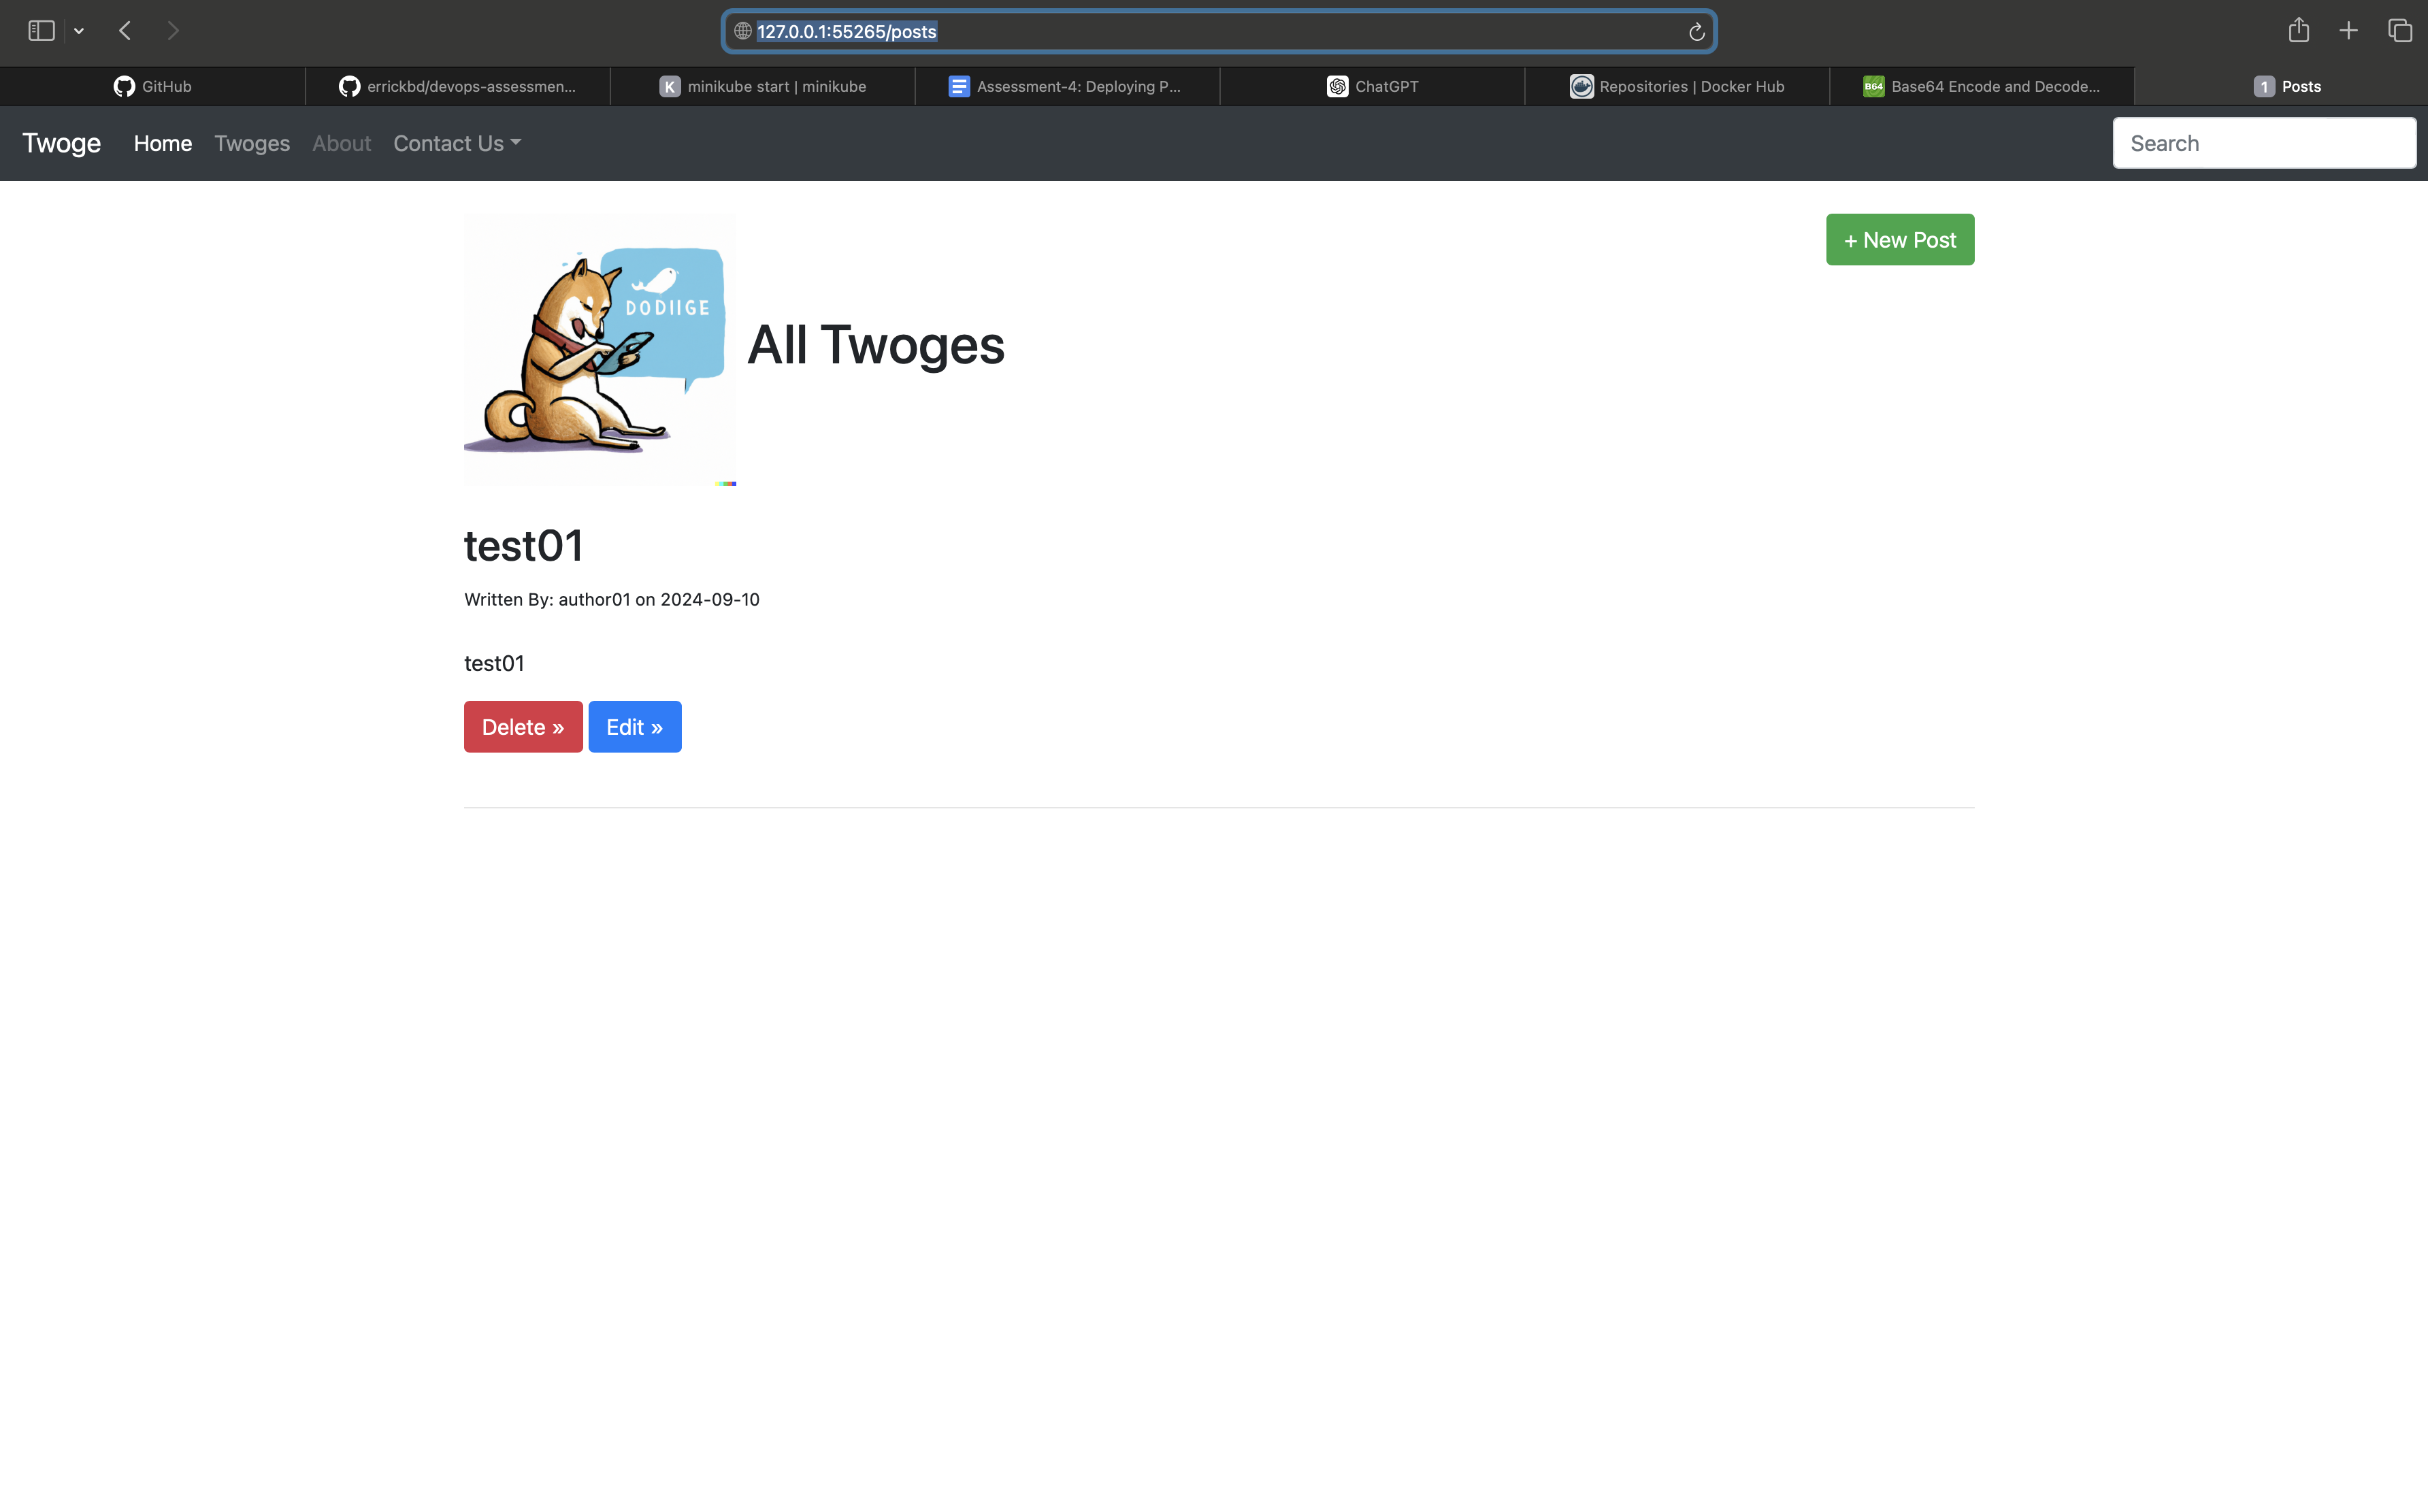 127.0.0.1:55265/posts
GitHub
errickbd/devops-assessmen...
K minikube start | minikube
Assessment-4: Deploying P...
ChatGPT
Repositories | Docker Hub
B64 Base64 Encode and Decode...
1 Posts
Twoge Home Twoges About Contact Us Search
+ New Post
DODIIGE
All Twoges
test01
Written By: author01 on 2024-09-10
test01
Delete » Edit »